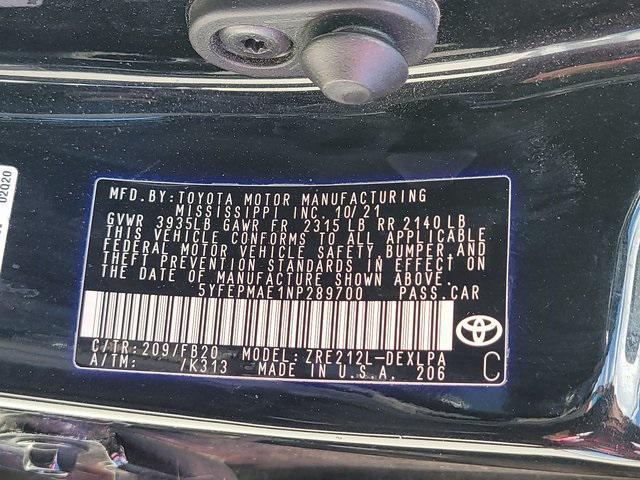 MFD.BY: TOYOTA MOTOR MANUFACTURING
MISSISSIPPI INC. 10/21
GVWR 3935LB GAWR FR 2315 LB RR 2140 LB
THIS VEHICLE CONFORMS TO ALL APPLICABLE
FEDERAL MOTOR VEHICLE SAFETY, BUMPER, AND
THEFT PREVENTION STANDARDS IN EFFECT ON
THE DATE OF MANUFACTURE SHOWN ABOVE.
5YFEPMAE1NP289700 PASS.CAR
C/TR: 209/FB20 MODEL: ZRE212L-DEXLPA
A/TM: /K313 MADE IN U.S.A. 206 C
02020